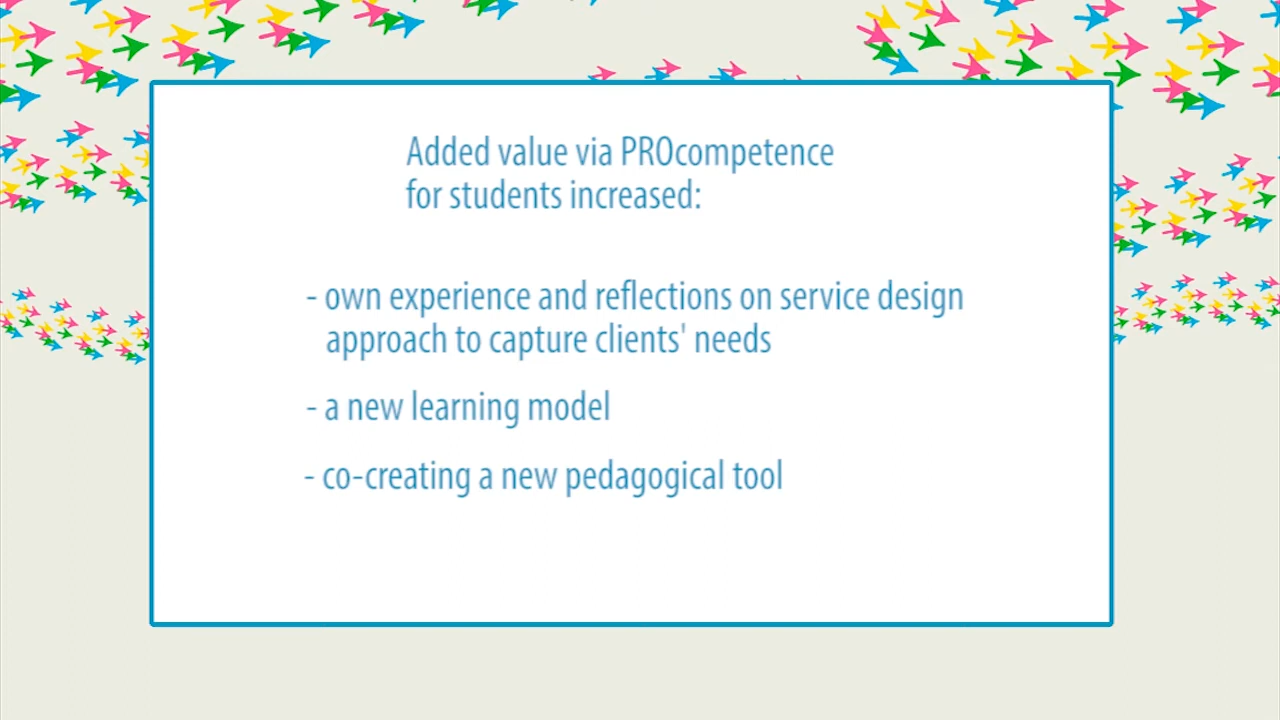 Added value via PROcompetence
for students increased:
- own experience and reflections on service design
approach to capture clients' needs
- a new learning model
- co-creating a new pedagogical tool